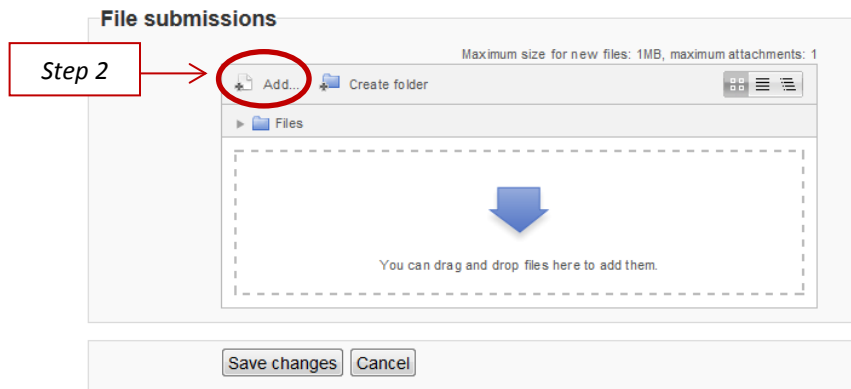 File submissions
Maximum size for new files: 1MB, maximum attachments: 1
Step 2
Add... Create folder
Files
You can drag and drop files here to add them.
Save changes Cancel